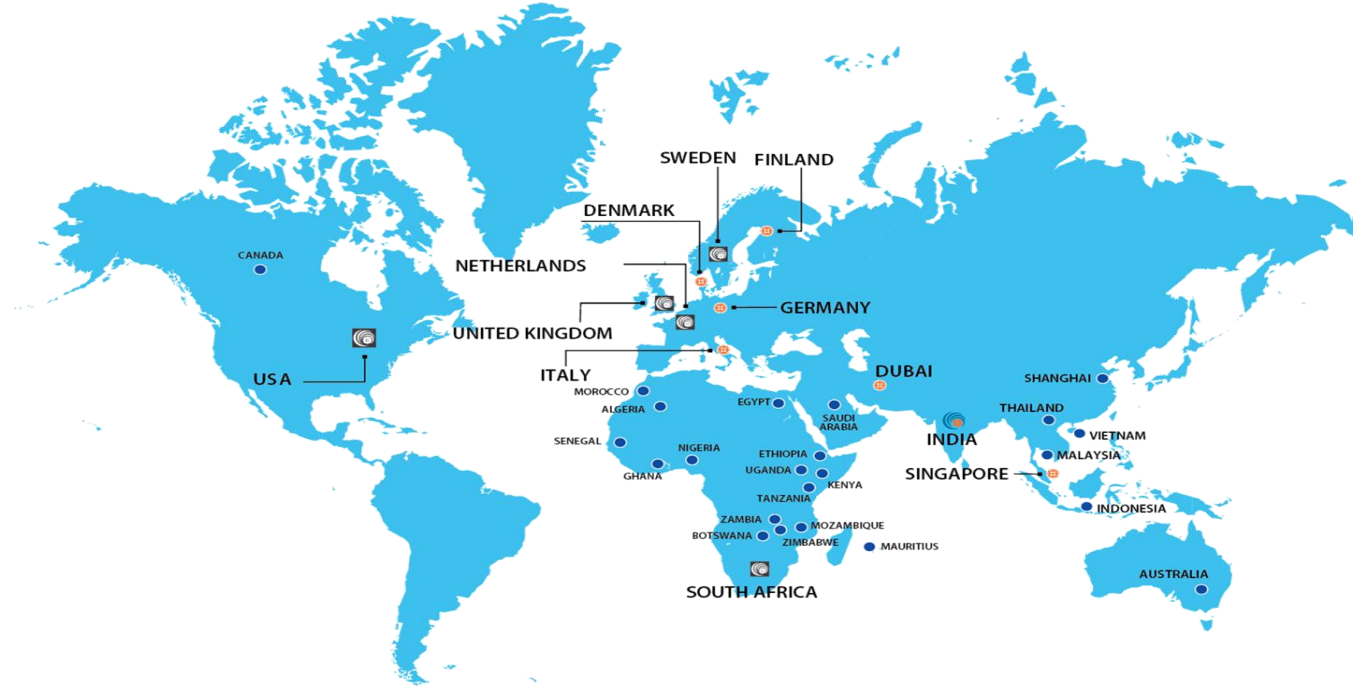 SWEDEN
FINLAND
DENMARK
CANADA
NETHERLANDS
GERMANY
UNITED KINGDOM
USA
ITALY
DUBAI
SHANGHAI
MOROCCO
ALGERIA
EGYPT
SAUDI
ARABIA
THAILAND
SENEGAL
NIGERIA
INDIA
VIETNAM
ETHIOPIA
MALAYSIA
GHANA
UGANDA
SINGAPORE
KENYA
TANZANIA
INDONESIA
ZAMBIA
MOZAMBIQUE
BOTSWANA
ZIMBABWE
MAURITIUS
AUSTRALIA
SOUTH AFRICA